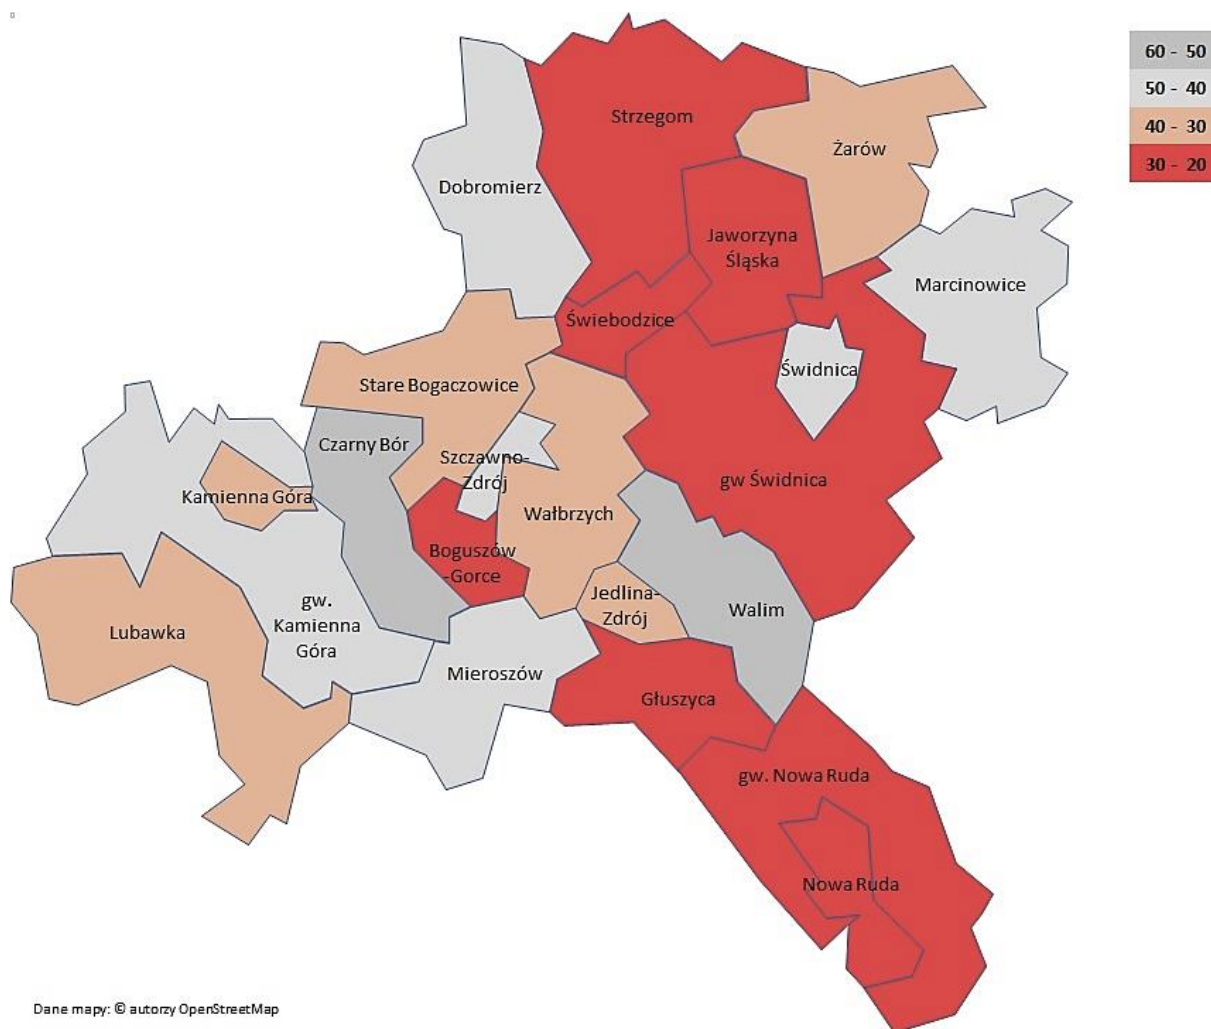 60 - 50
50 - 40
40 - 30
30 - 20
Strzegom
Żarów
Dobromierz
Jaworzyna
Śląska
Marcinowice
Świebodzice
Świdnica
Stare Bogaczowice
Czarny Bór
Szczawno-
Zdrój
gw Świdnica
Kamienna Góra
Wałbrzych
Boguszów
-Gorce
Jedlina-
Zdrój
Walim
gw.
Kamienna
Góra
Lubawka
Mieroszów
Głuszyca
gw. Nowa Ruda
Nowa Ruda
Dane mapy: © autorzy OpenStreetMap